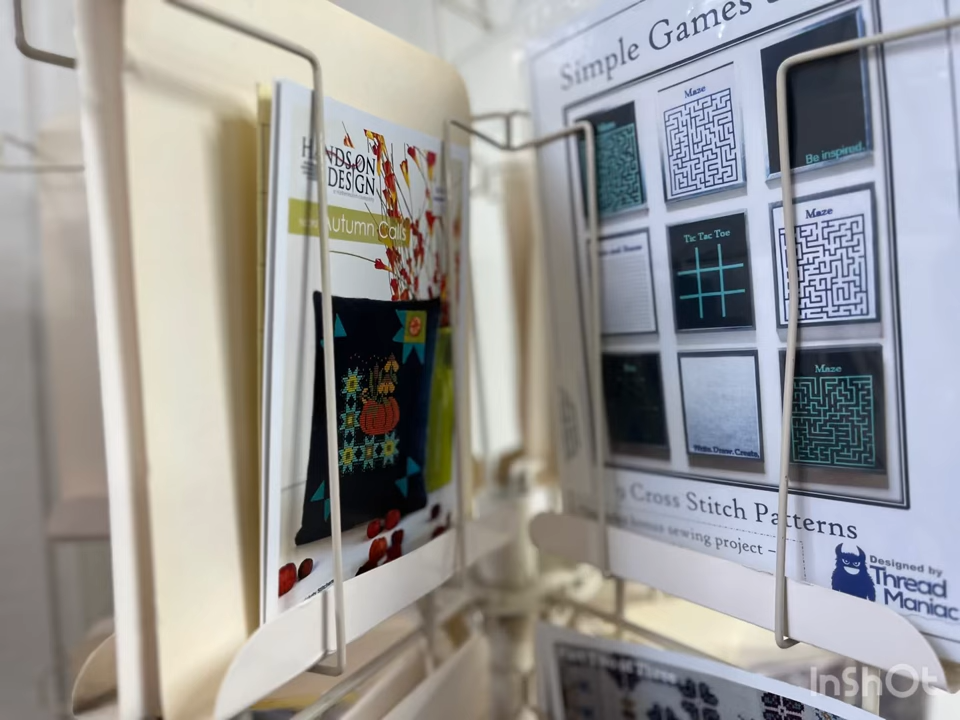 HANDS ON
DESIGN
Autumn Calls
Simple Games
Maze
Be inspired.
Tic Tac Toe
Maze
Write. Draw. Create.
Maze
Cross Stitch Patterns
bonus sewing project –
Designed by
Thread
Maniac
InShOt